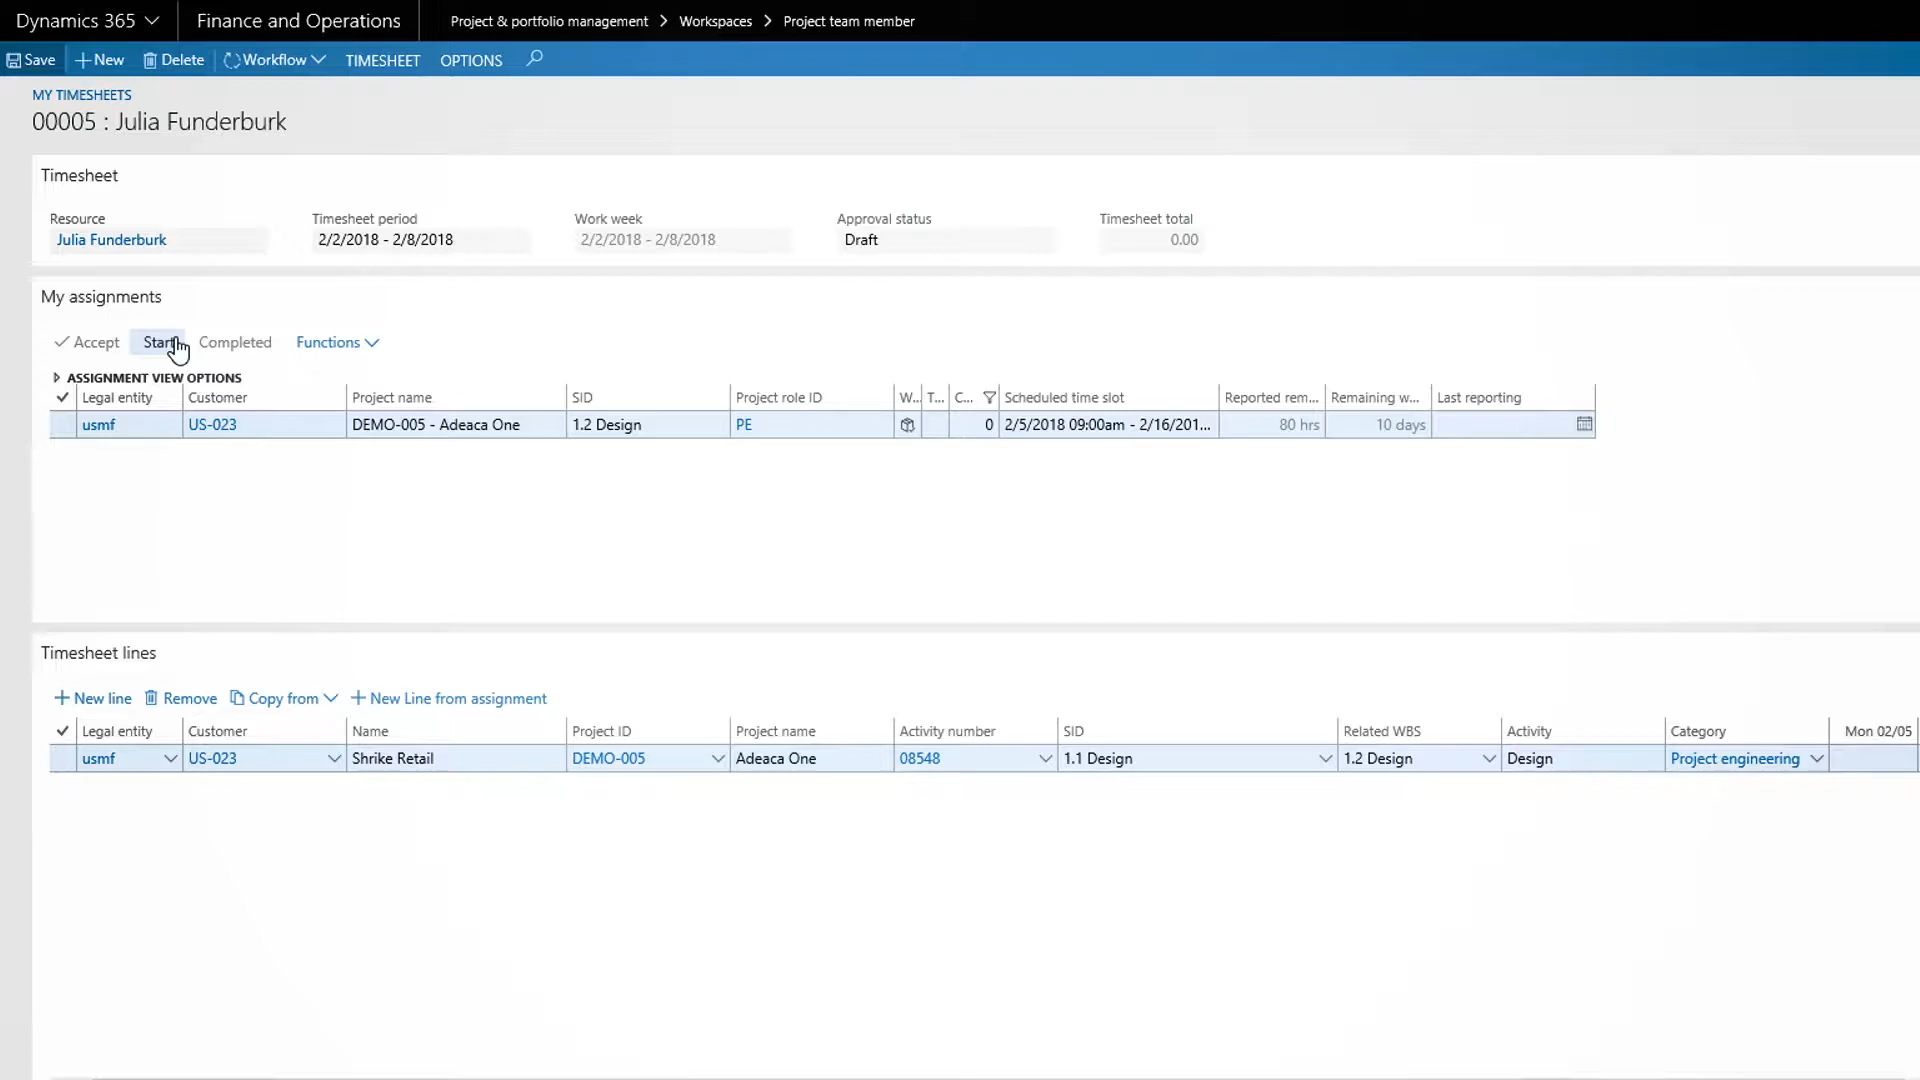 Dynamics 365 Finance and Operations Project & portfolio management Workspaces Project team member
Save New Delete Workflow TIMESHEET OPTIONS
MY TIMESHEETS
00005 : Julia Funderburk
Timesheet
Resource Timesheet period Work week Approval status Timesheet total
Julia Funderburk 2/2/2018 - 2/8/2018 2/2/2018 - 2/8/2018 Draft 0.00
My assignments
Accept Start Completed Functions
ASSIGNMENT VIEW OPTIONS
Legal entity Customer Project name SID Project role ID W... T... C... Scheduled time slot Reported rem... Remaining w... Last reporting
usmf US-023 DEMO-005 - Adeaca One 1.2 Design PE 0 2/5/2018 09:00am - 2/16/201... 80 hrs 10 days
Timesheet lines
New line Remove Copy from New Line from assignment
Legal entity Customer Name Project ID Project name Activity number SID Related WBS Activity Category Mon 02/05
usmf US-023 Shrike Retail DEMO-005 Adeaca One 08548 1.1 Design 1.2 Design Design Project engineering